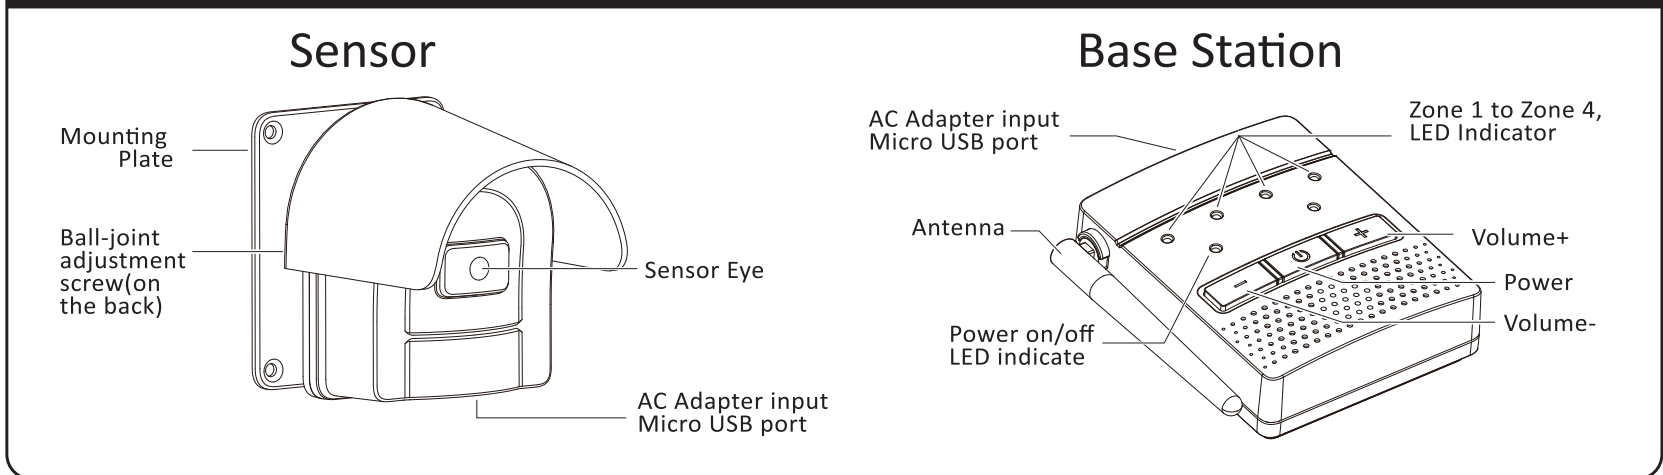 Sensor
Mounting
Plate
Ball-joint
adjustment
screw(on
the back)
Sensor Eye
AC Adapter input
Micro USB port
Base Station
AC Adapter input
Micro USB port
Zone 1 to Zone 4,
LED Indicator
Antenna
Volume+
Power
Volume-
Power on/off
LED indicate